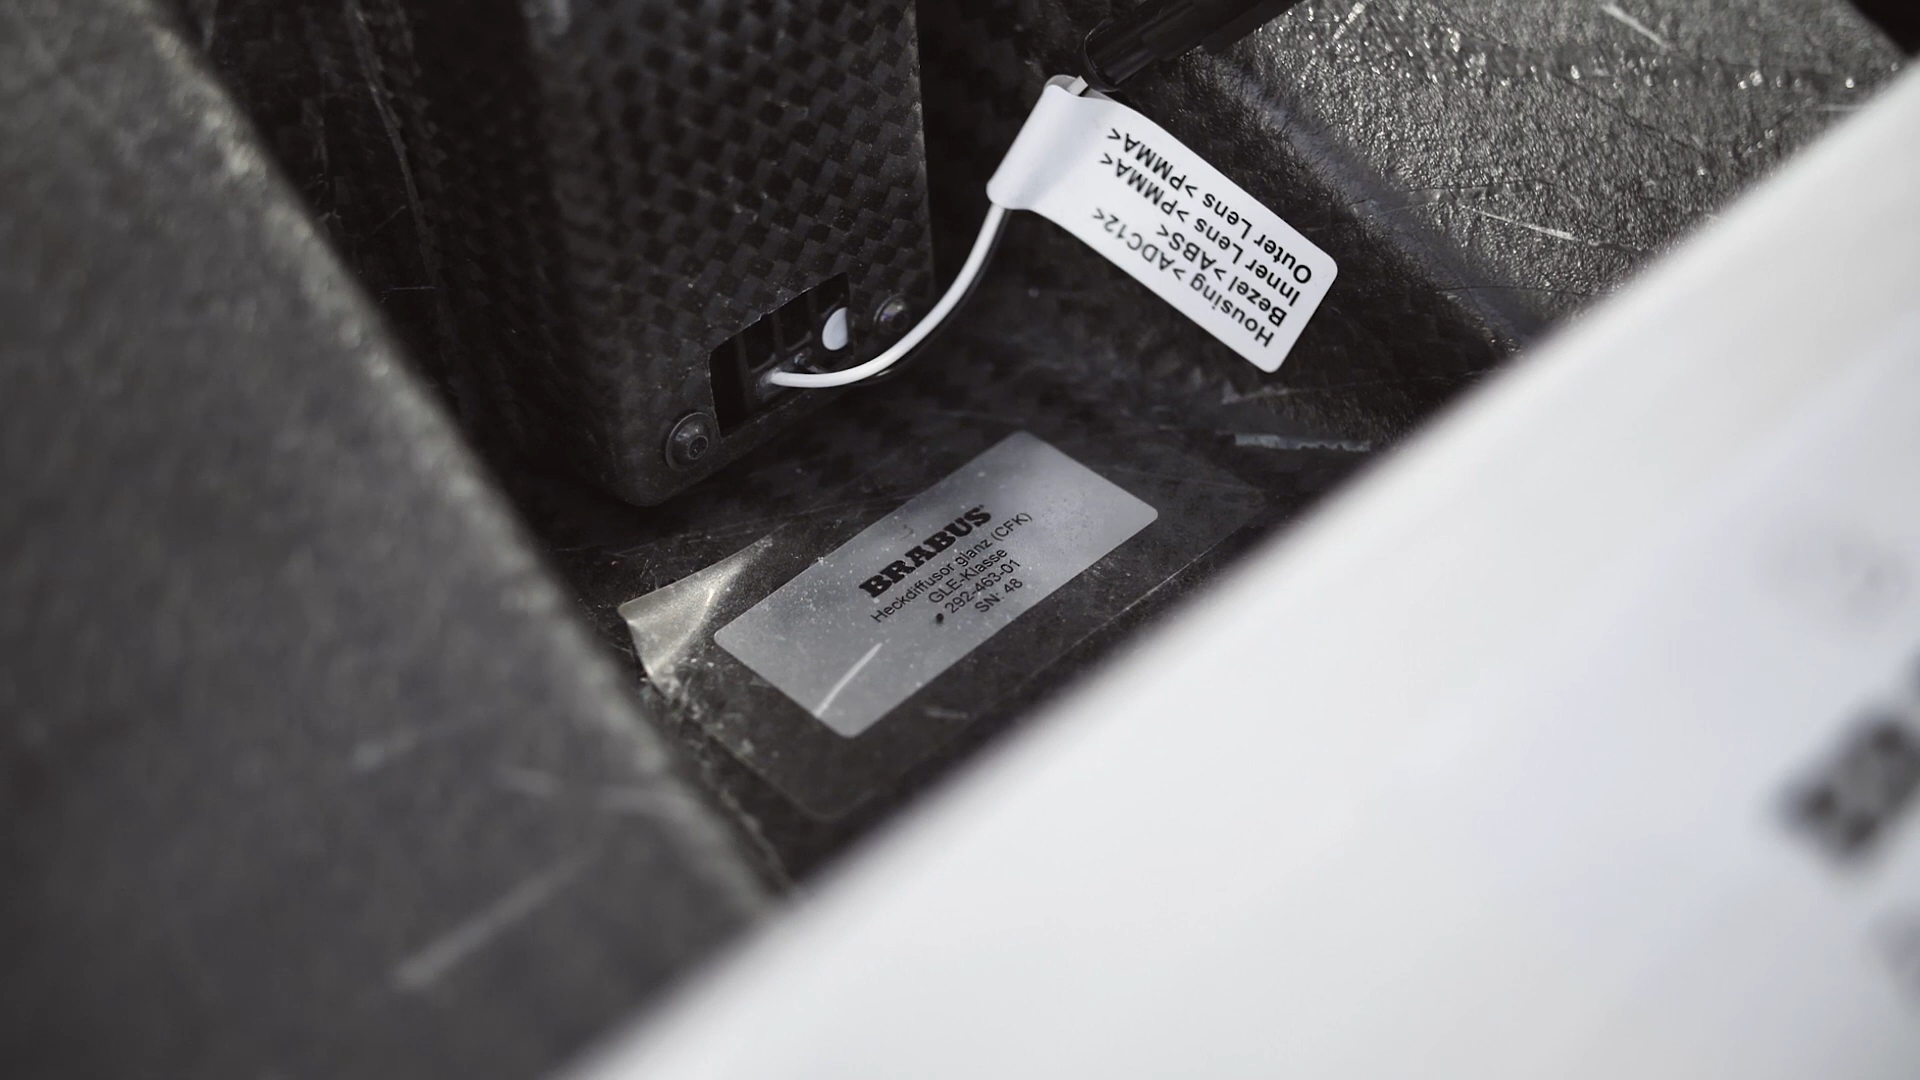 Housing >ADC12<
Bezel >ABS<
Inner Lens >PMMA<
Outer Lens >PMMA<
BRABUS
Heckdiffusor glanz (CFK)
GLE-Klasse
292-463-01
SN: 48